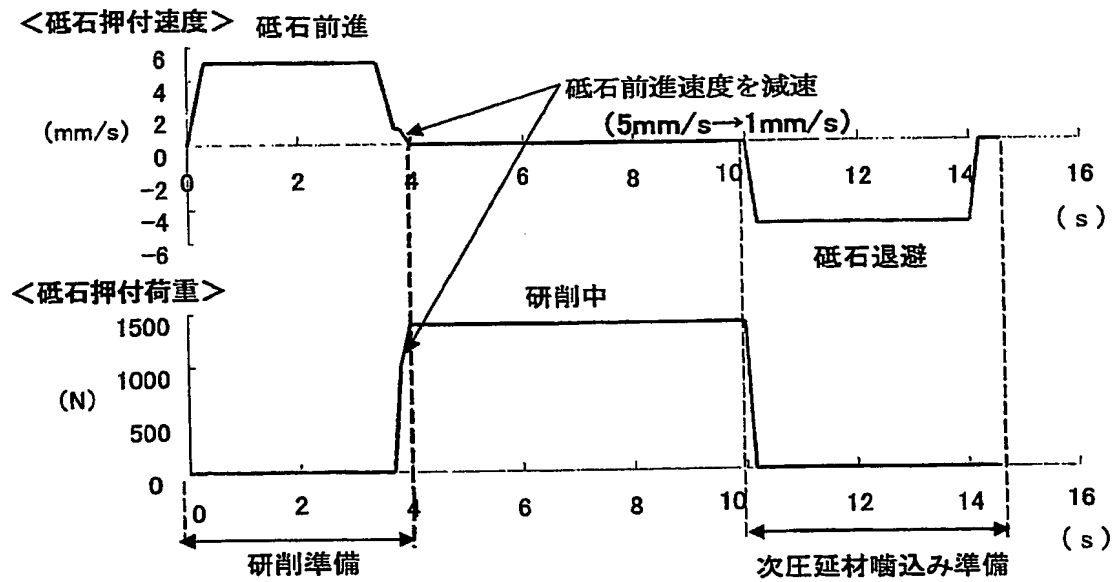 <砥石押付速度> 砥石前進
6
4
2
0
-2
-4
-6
(mm/s)
砥石前進速度を減速
(5mm/s→1mm/s)
0 2 4 6 8 10 12 14 16
(s)
砥石退避
<砥石押付荷重>
研削中
1500
1000
500
0
(N)
0 2 4 6 8 10 12 14 16
(s)
研削準備
次圧延材噛込み準備